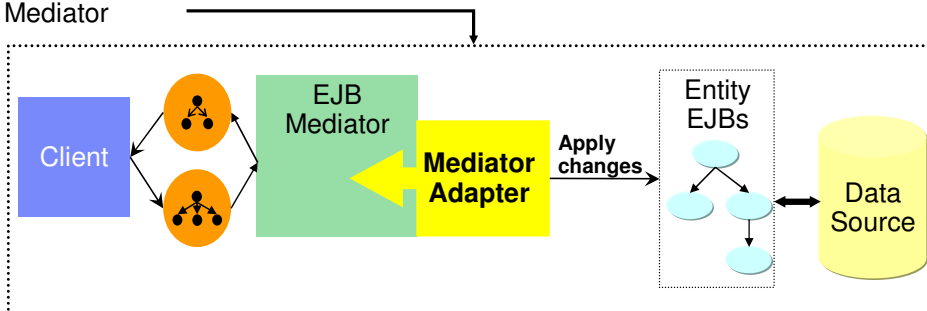 Mediator
Client
EJB
Mediator
Mediator
Adapter
Apply
changes
Entity
EJBs
Data
Source